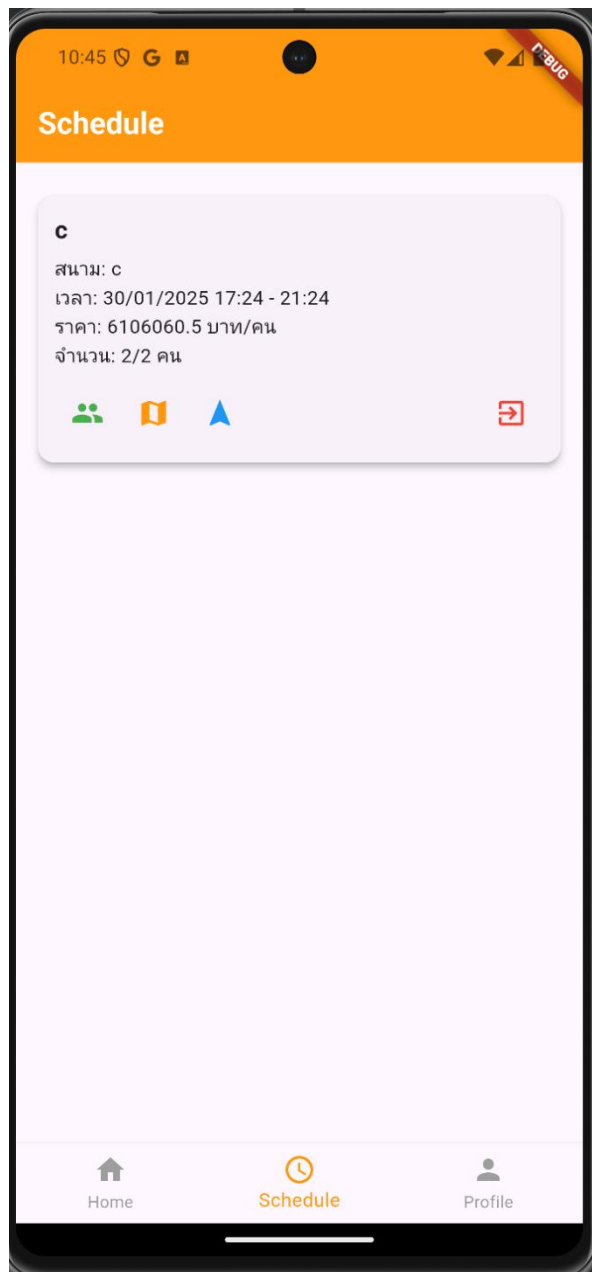 10:45 G A
DEBUG
Schedule
c
สนาม: c
เวลา: 30/01/2025 17:24 - 21:24
ราคา: 6106060.5 บาท/คน
จำนวน: 2/2 คน
Home Schedule Profile